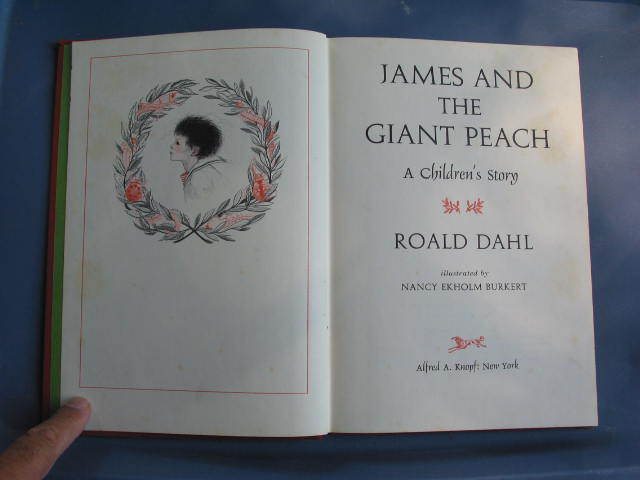 JAMES AND
THE
GIANT PEACH
A Children's Story
ROALD DAHL
illustrated by
NANCY EKHOLM BURKERT
Alfred A. Knopf: New York